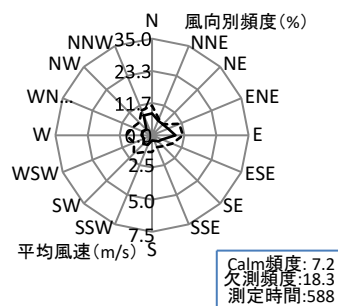 N 風向別頻度(%)
35.0
NNW NNE
23.3
NW NE
WN... 11.7 ENE
W 0.0 E
WSW 2.5 ESE
SW 5.0 SE
SSW SSE
平均風速(m/s) 7.5
S
Calm頻度: 7.2
欠測頻度:18.3
測定時間:588